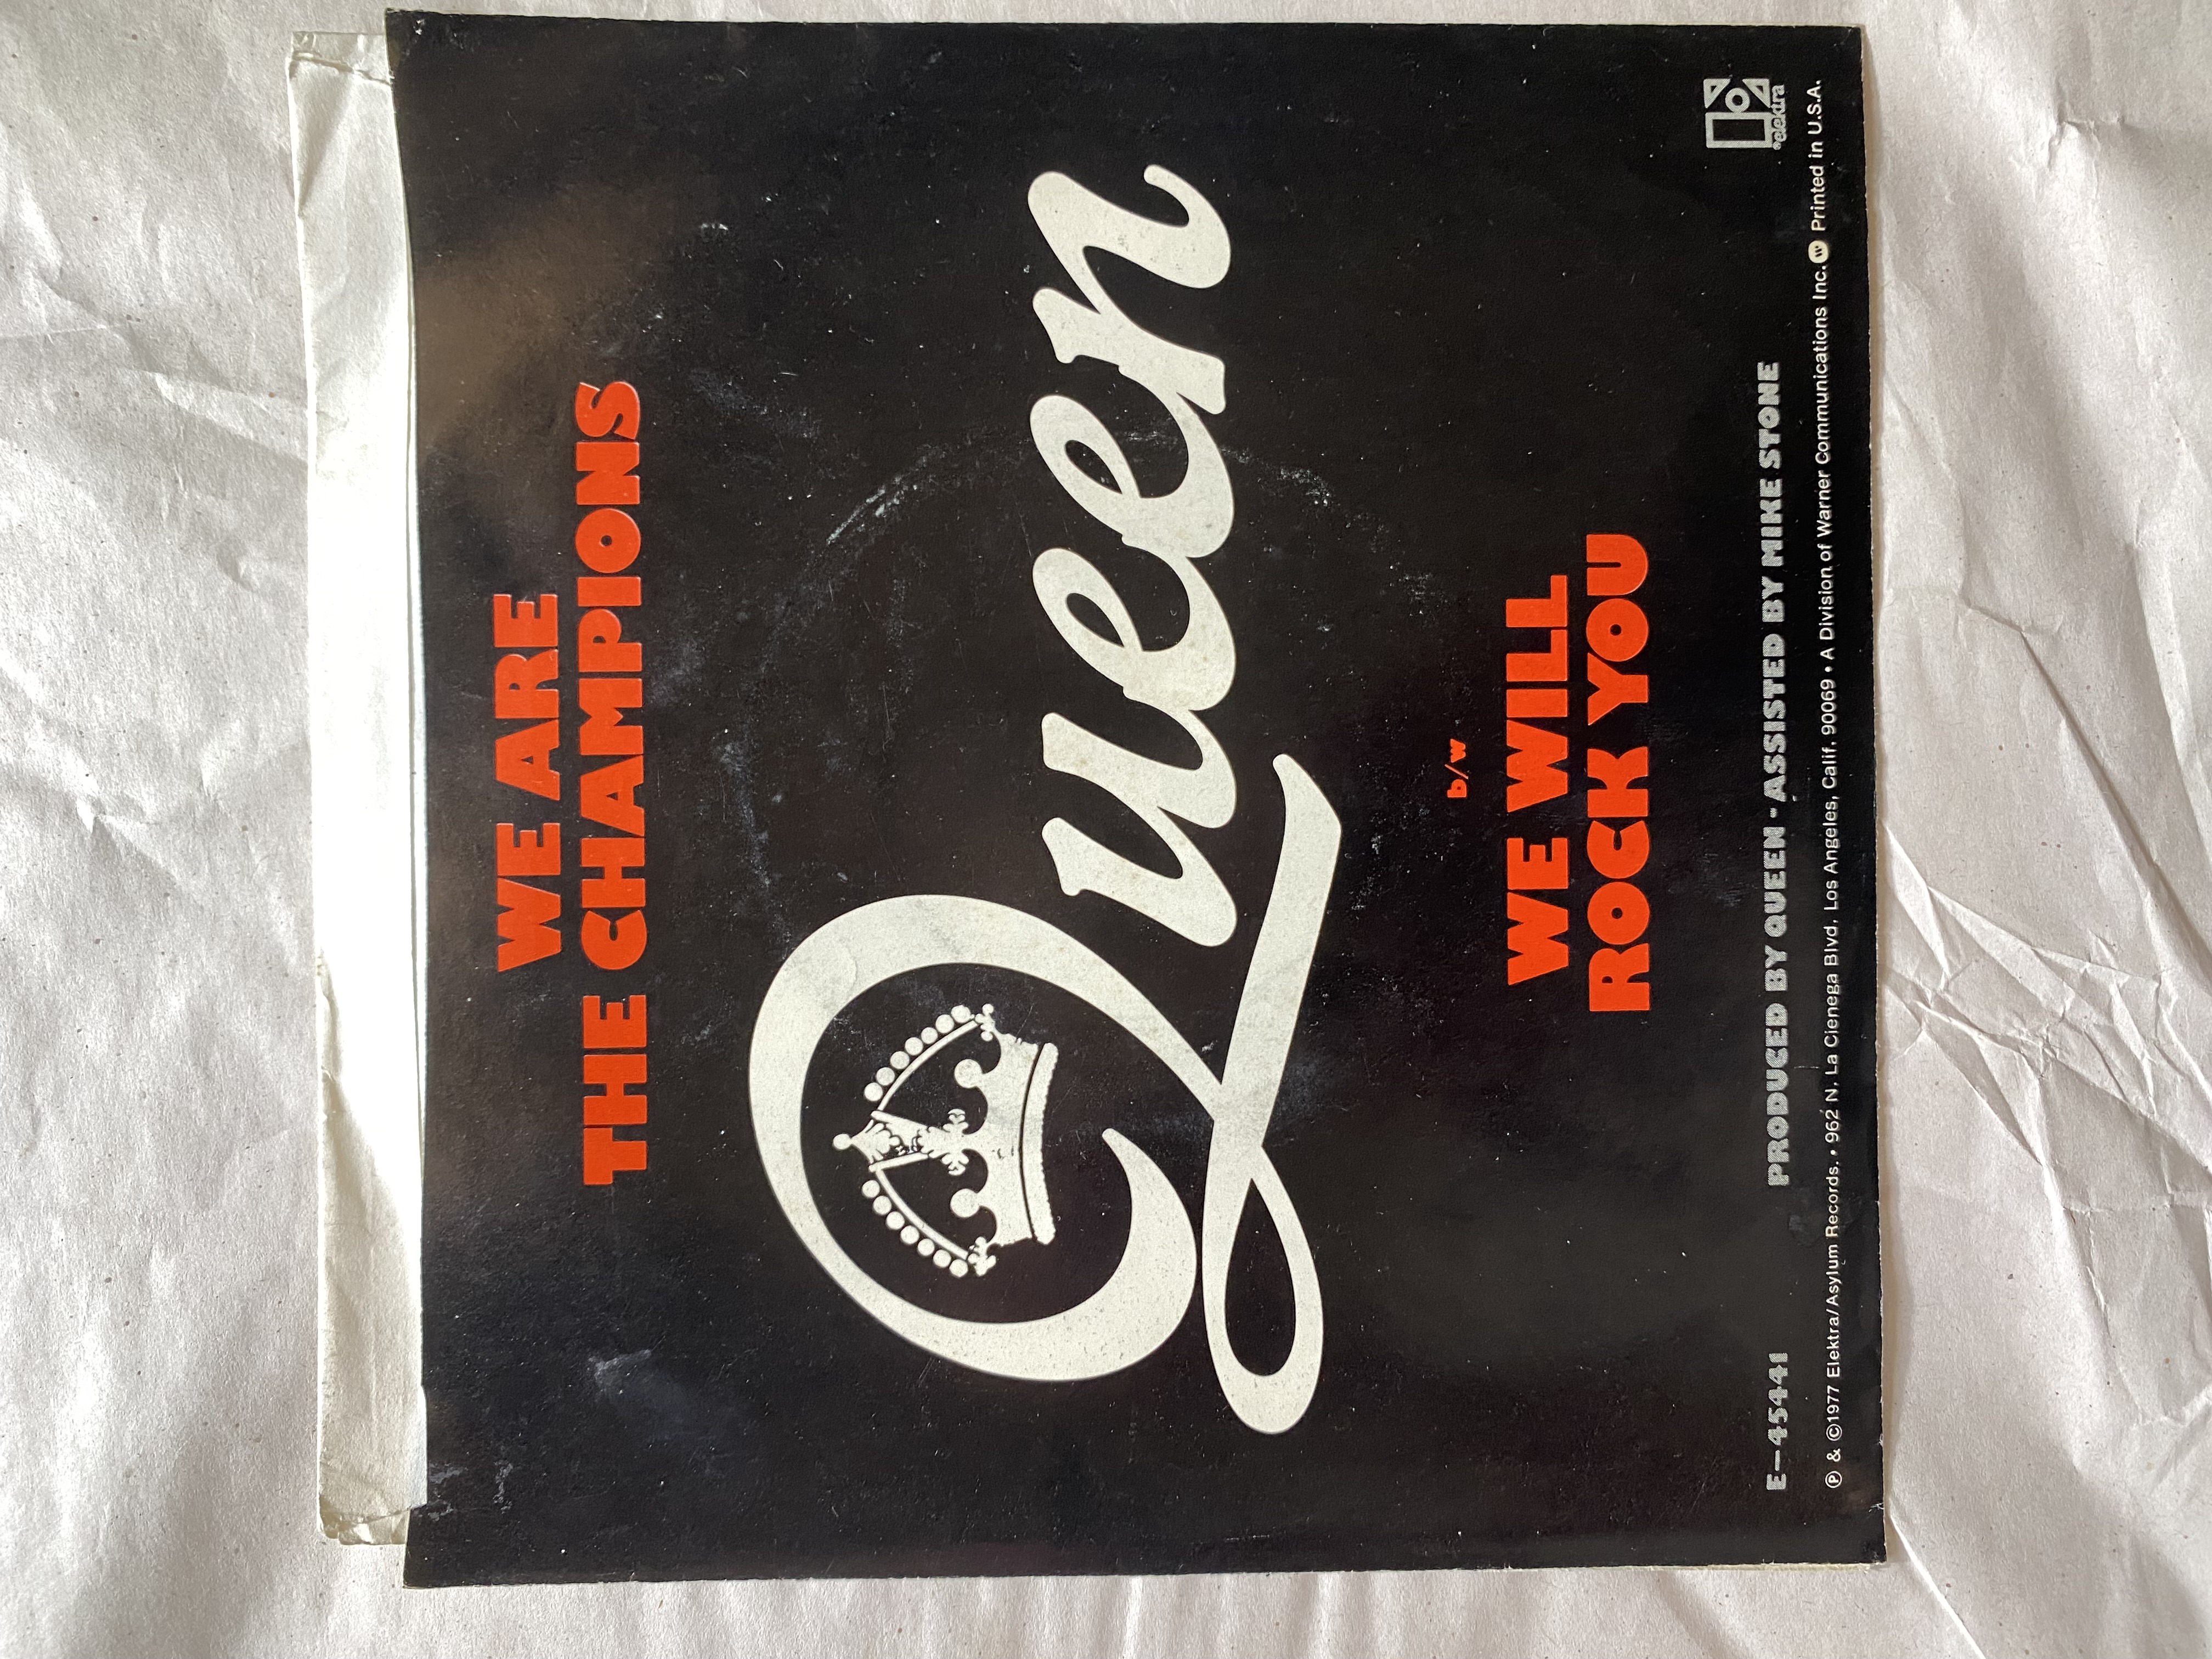 WE ARE
THE CHAMPIONS
Queen
b/w
WE WILL
ROCK YOU
elektra
E-45441 PRODUCED BY QUEEN - ASSISTED BY MIKE STONE
Ⓟ & ©1977 Elektra/Asylum Records. • 962 N. La Cienega Blvd., Los Angeles, Calif. 90069 • A Division of Warner Communications Inc. W Printed in U.S.A.